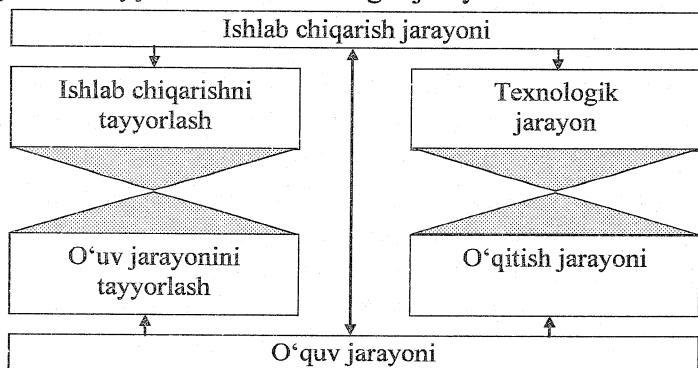 Ishlab chiqarish jarayoni
Ishlab chiqarishni
tayyorlash
Texnologik
jarayon
O‘uv jarayonini
tayyorlash
O‘qitish jarayoni
O‘quv jarayoni